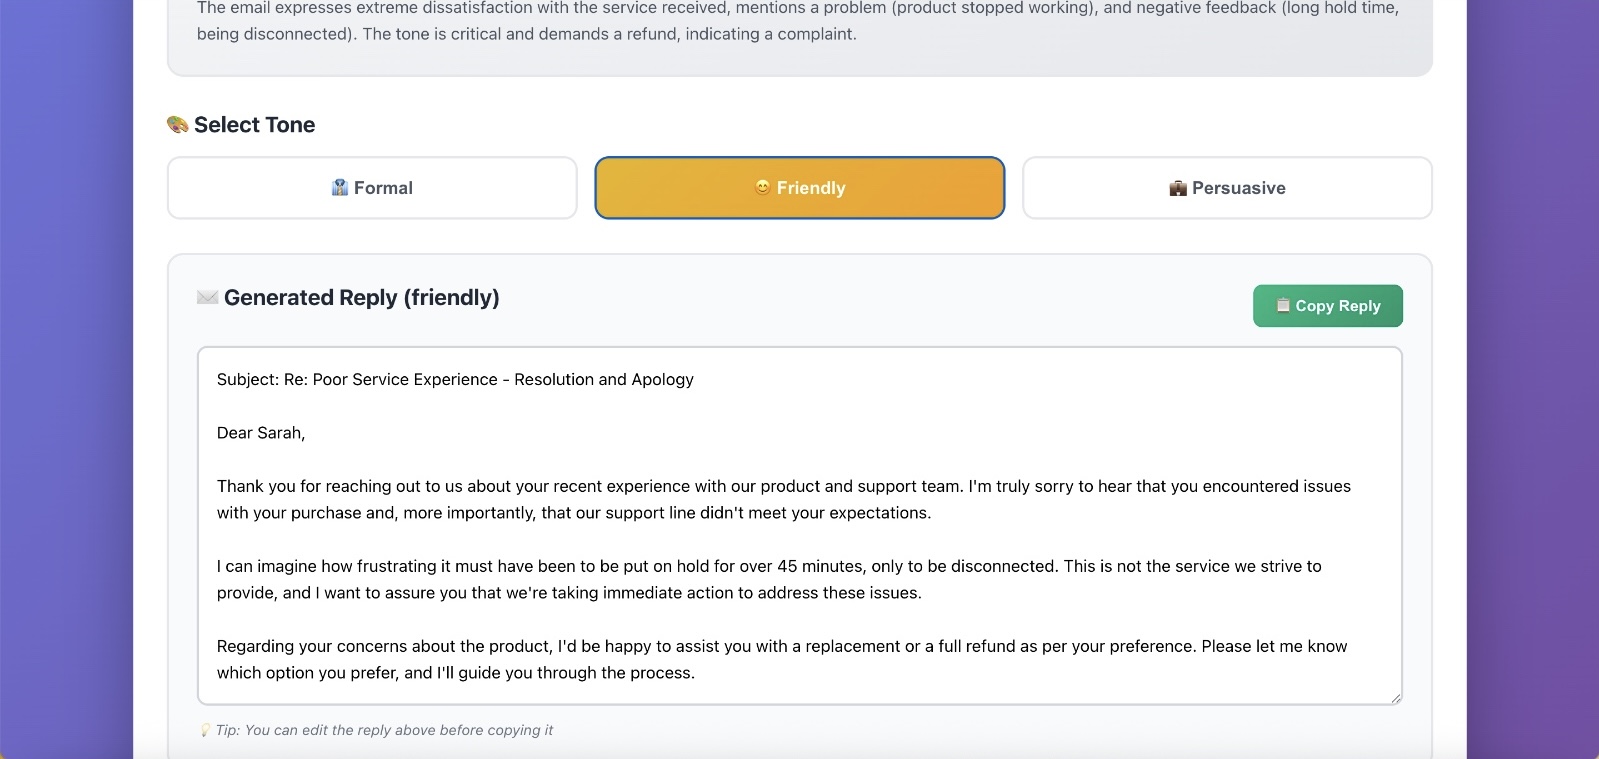 The email expresses extreme dissatisfaction with the service received, mentions a problem (product stopped working), and negative feedback (long hold time,
being disconnected). The tone is critical and demands a refund, indicating a complaint.
🎨 Select Tone
👔 Formal
😊 Friendly
💼 Persuasive
✉️ Generated Reply (friendly)
📋 Copy Reply
Subject: Re: Poor Service Experience - Resolution and Apology
Dear Sarah,
Thank you for reaching out to us about your recent experience with our product and support team. I'm truly sorry to hear that you encountered issues
with your purchase and, more importantly, that our support line didn't meet your expectations.
I can imagine how frustrating it must have been to be put on hold for over 45 minutes, only to be disconnected. This is not the service we strive to
provide, and I want to assure you that we're taking immediate action to address these issues.
Regarding your concerns about the product, I'd be happy to assist you with a replacement or a full refund as per your preference. Please let me know
which option you prefer, and I'll guide you through the process.
💡 Tip: You can edit the reply above before copying it